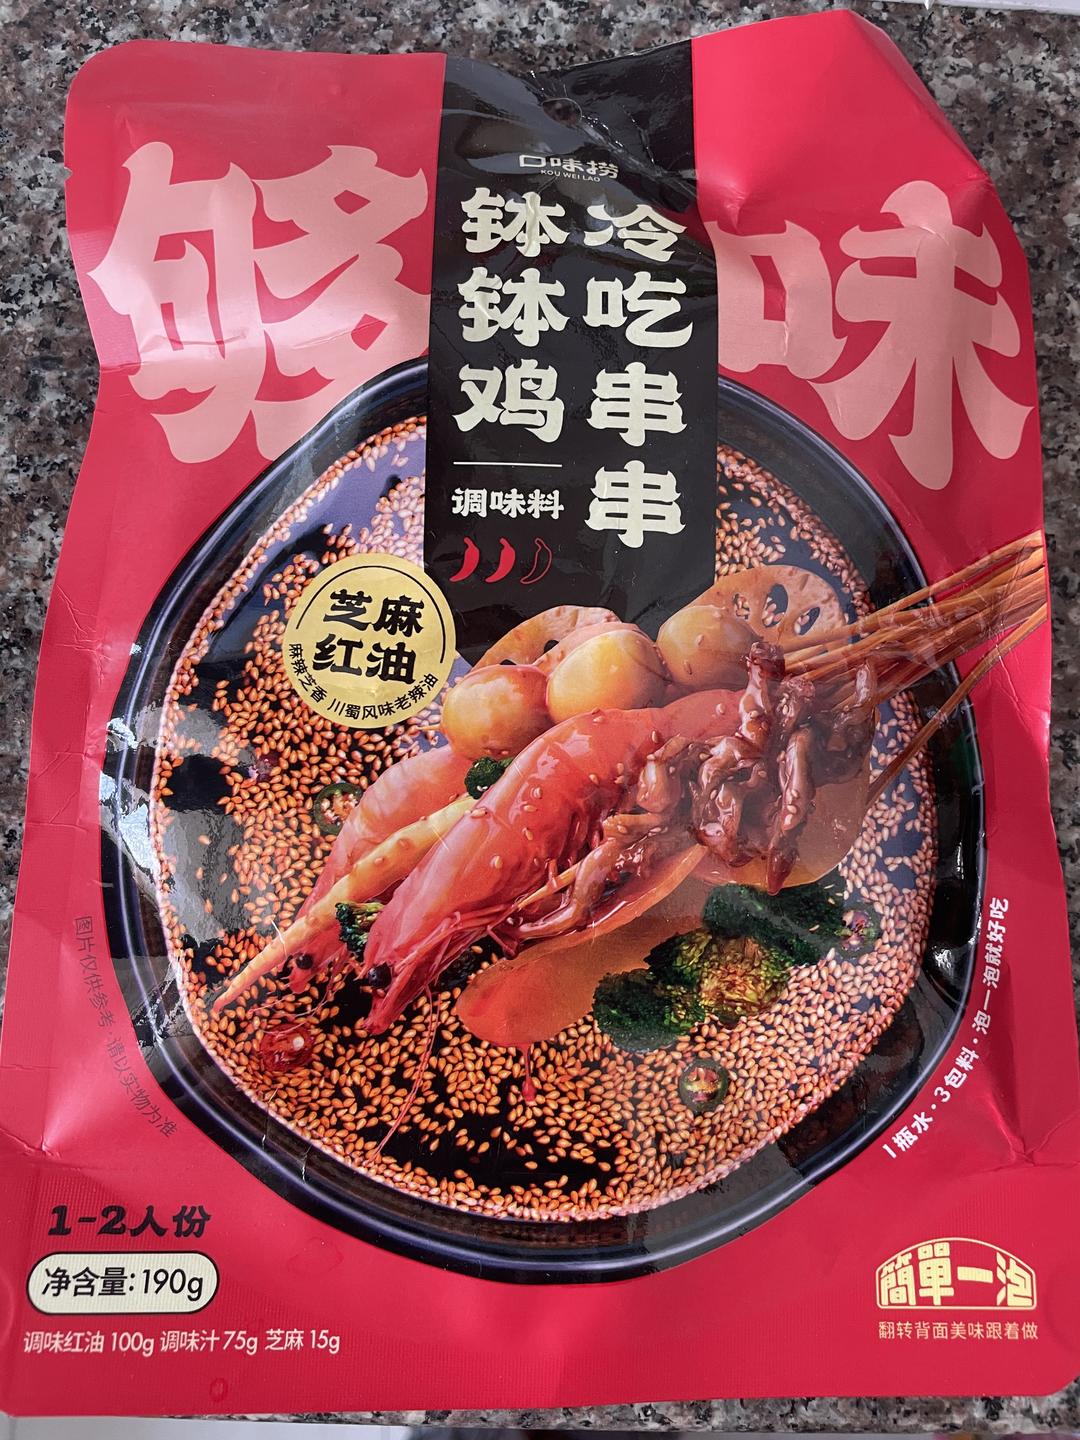 够味
口味捞
KOU WEI LAO
冷吃串串
钵钵鸡
调味料
芝麻
红油
麻辣芝香 川蜀风味老辣油
图片仅供参考·请以实物为准
1瓶水·3包料·泡一泡就好吃
1-2人份
净含量:190g
调味红油 100g 调味汁 75g 芝麻 15g
簡單一泡
翻转背面美味跟着做